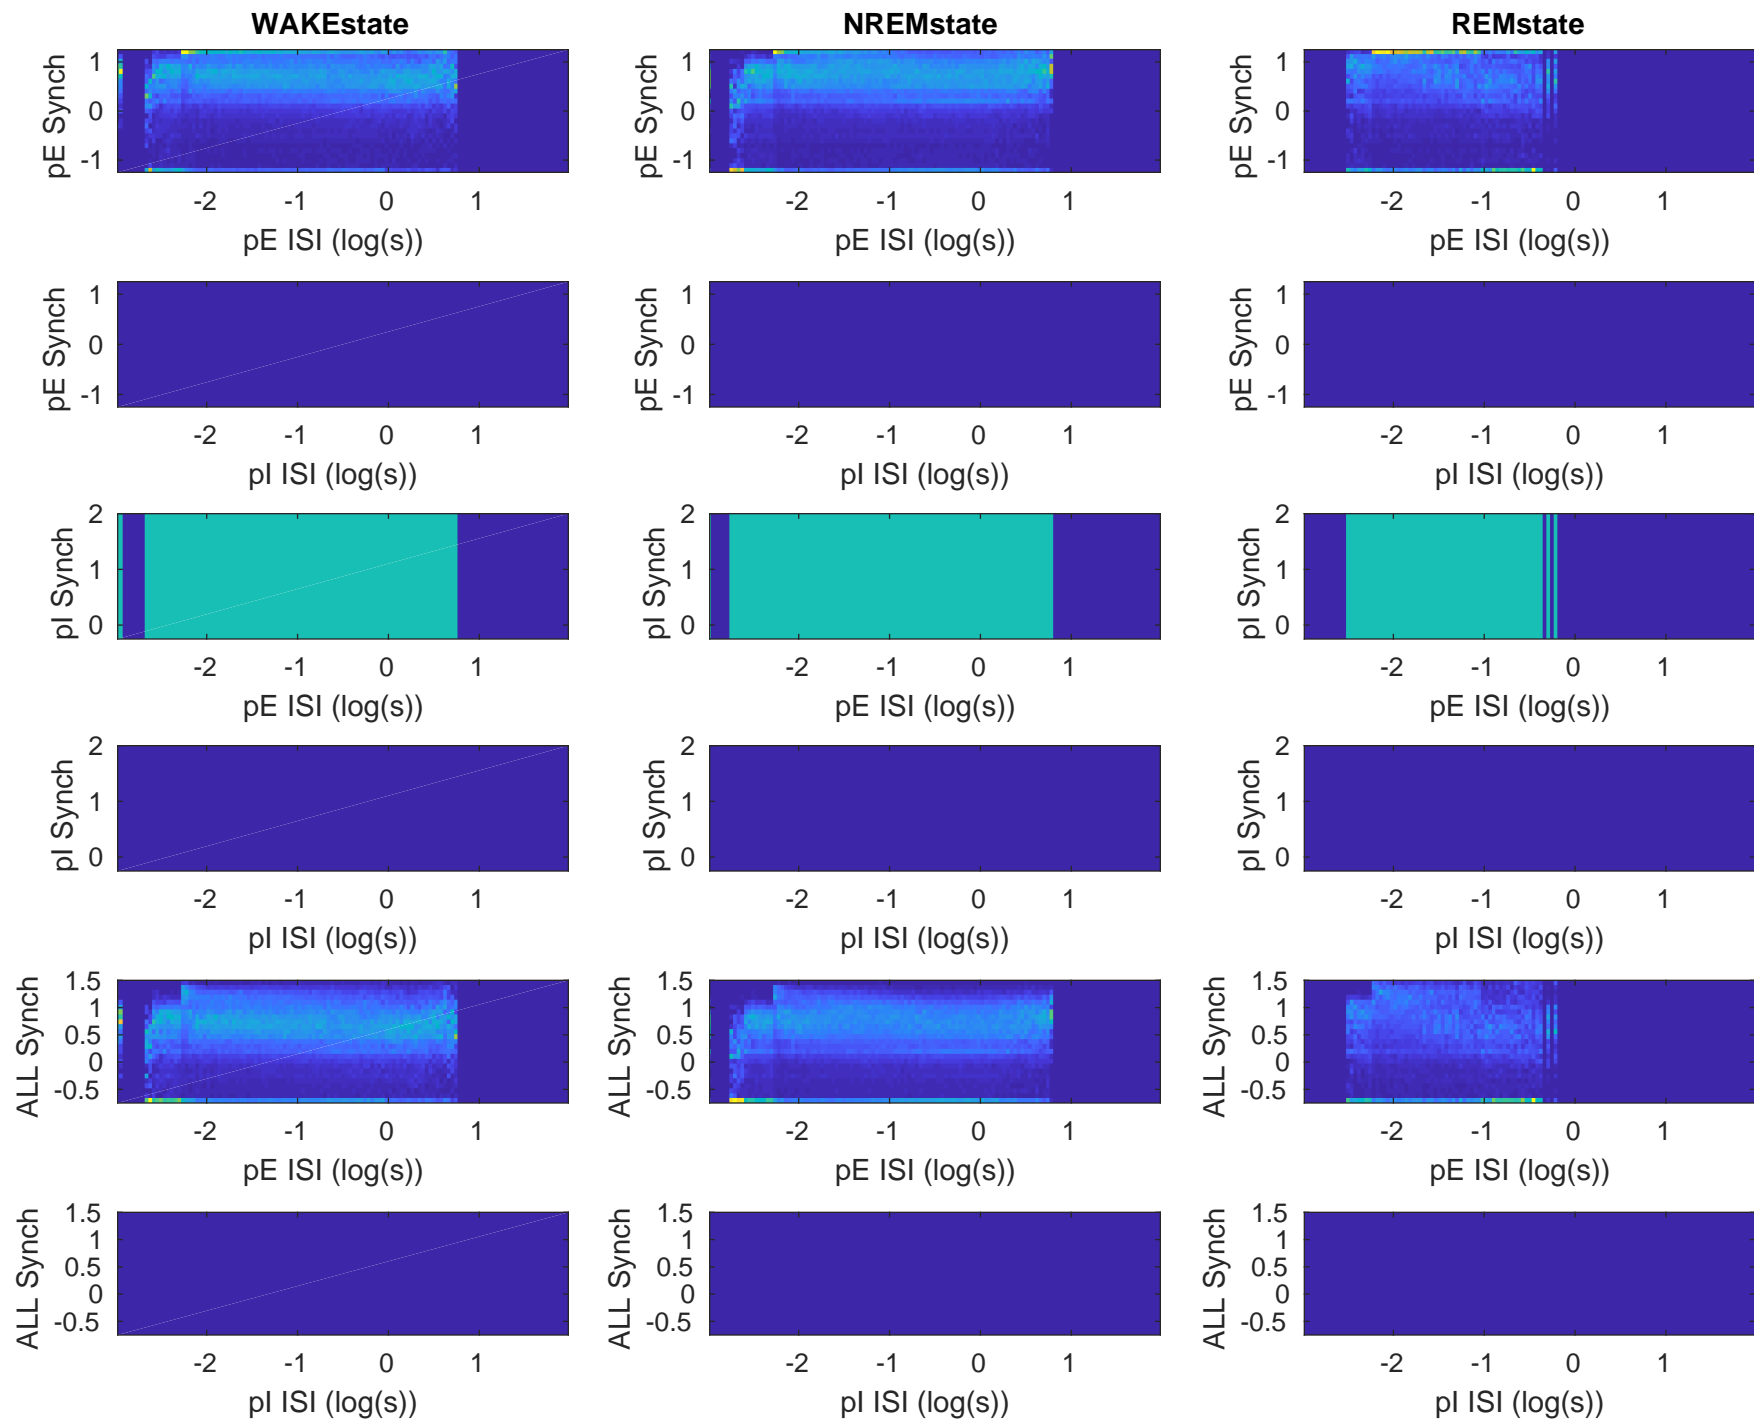 WAKEstate NREMstate REMstate
pE Synch 1 0 -1 pE Synch 1 0 -1 pE Synch 1 0 -1
-2 -1 0 1 -2 -1 0 1 -2 -1 0 1
pE ISI (log(s)) pE ISI (log(s)) pE ISI (log(s))
pE Synch 1 0 -1 pE Synch 1 0 -1 pE Synch 1 0 -1
-2 -1 0 1 -2 -1 0 1 -2 -1 0 1
pI ISI (log(s)) pI ISI (log(s)) pI ISI (log(s))
pI Synch 2 1 0 pI Synch 2 1 0 pI Synch 2 1 0
-2 -1 0 1 -2 -1 0 1 -2 -1 0 1
pE ISI (log(s)) pE ISI (log(s)) pE ISI (log(s))
pI Synch 2 1 0 pI Synch 2 1 0 pI Synch 2 1 0
-2 -1 0 1 -2 -1 0 1 -2 -1 0 1
pI ISI (log(s)) pI ISI (log(s)) pI ISI (log(s))
ALL Synch 1.5 1 0.5 0 -0.5 ALL Synch 1.5 1 0.5 0 -0.5 ALL Synch 1.5 1 0.5 0 -0.5
-2 -1 0 1 -2 -1 0 1 -2 -1 0 1
pE ISI (log(s)) pE ISI (log(s)) pE ISI (log(s))
ALL Synch 1.5 1 0.5 0 -0.5 ALL Synch 1.5 1 0.5 0 -0.5 ALL Synch 1.5 1 0.5 0 -0.5
-2 -1 0 1 -2 -1 0 1 -2 -1 0 1
pI ISI (log(s)) pI ISI (log(s)) pI ISI (log(s))